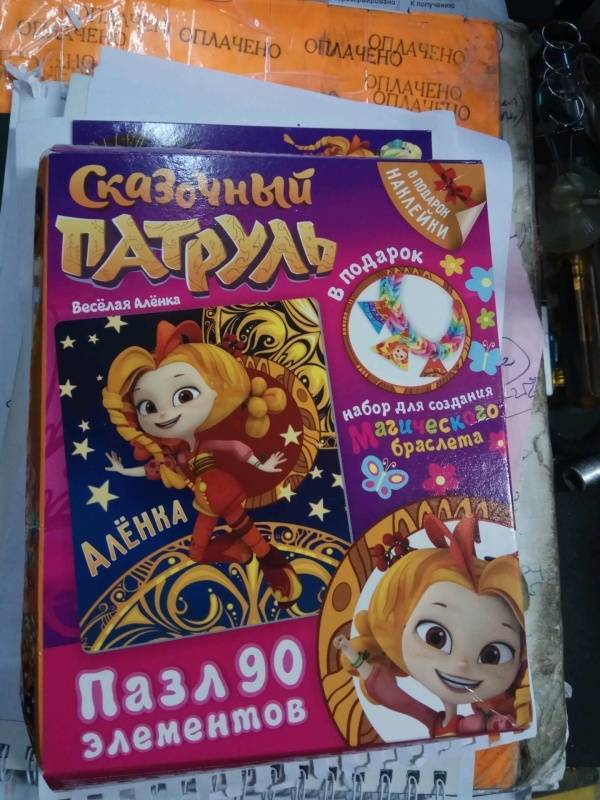 К получению
ОПЛАЧЕНО ОПЛАЧЕНО ОПЛАЧЕНО
ОПЛАЧЕНО
ОПЛАЧЕНО
Сказочный
ПАТРУЛЬ
Весёлая Алёнка
В ПОДАРОК
НАКЛЕЙКИ
В ПОДАРОК
набор для создания
Магического
браслета
АЛЁНКА
Пазл 90
элементов